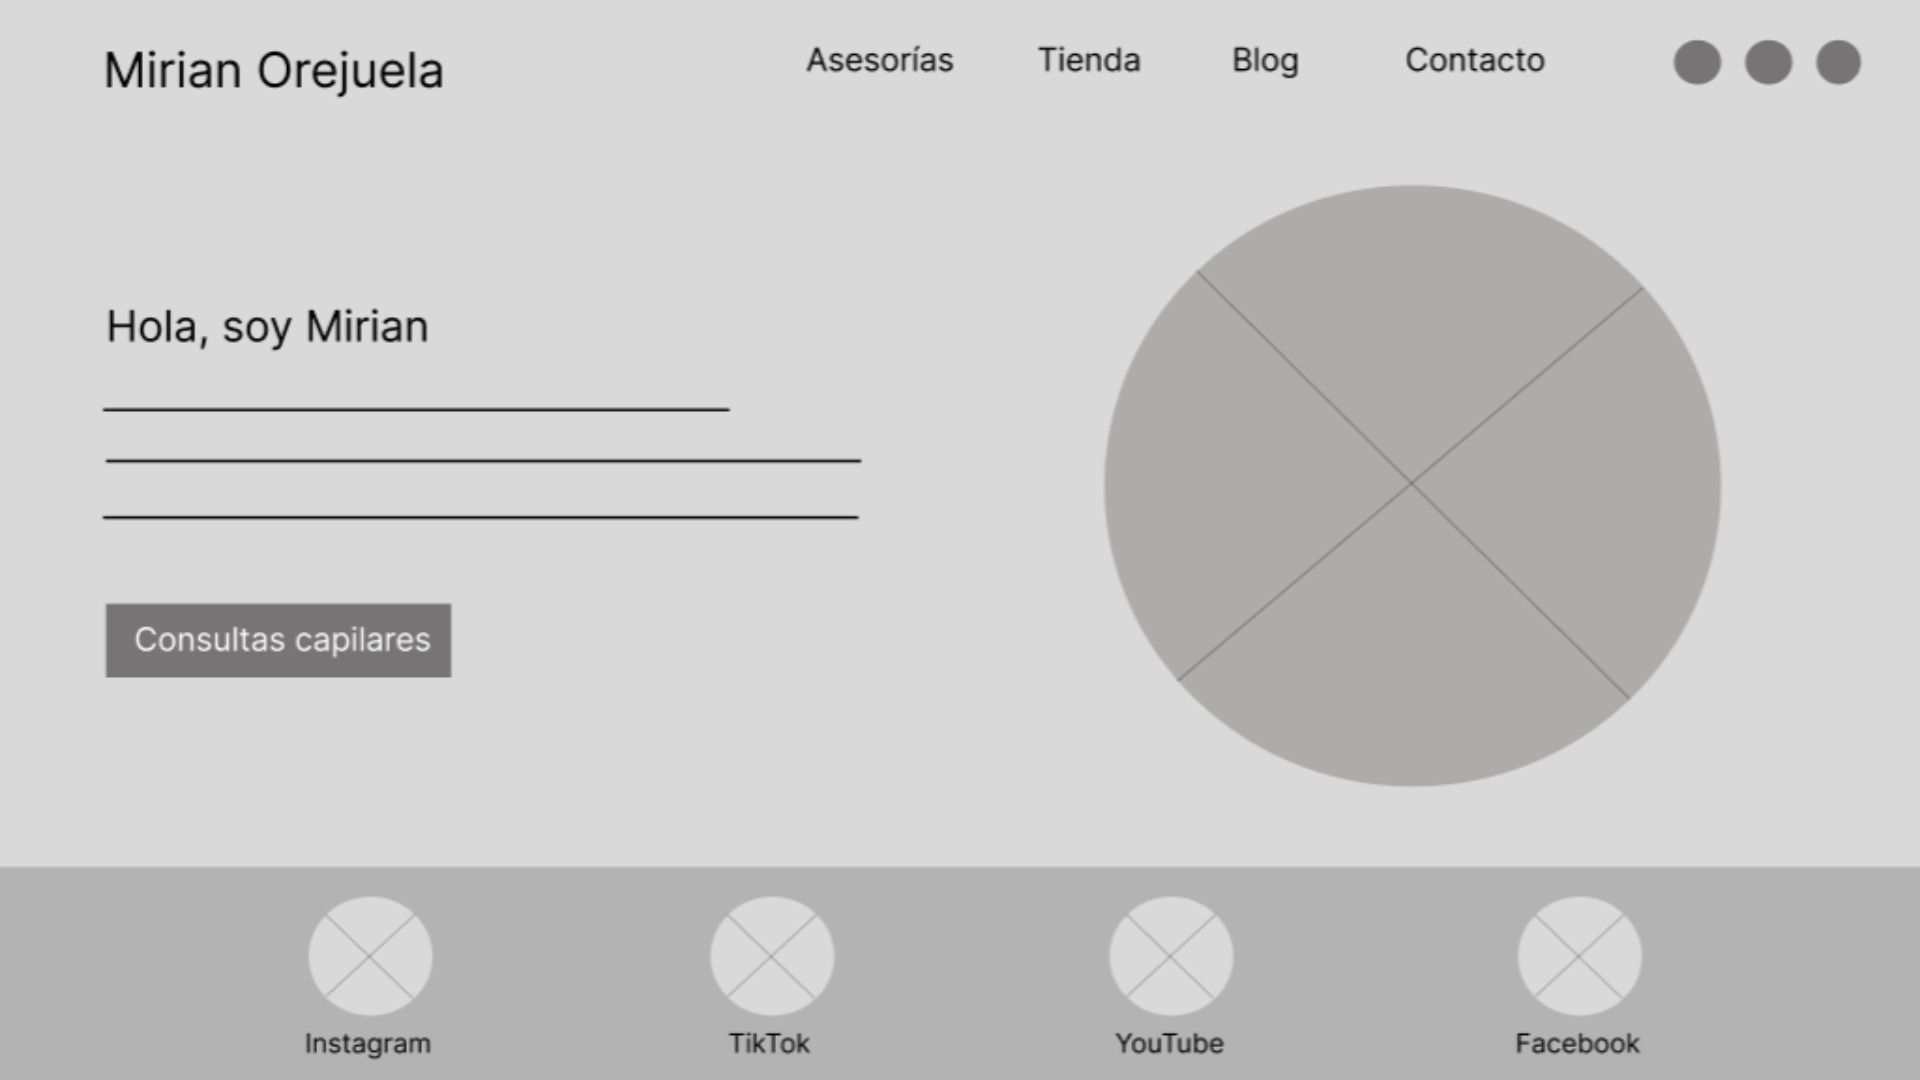 Mirian Orejuela
Asesorías
Tienda
Blog
Contacto
Hola, soy Mirian
Consultas capilares
Instagram
TikTok
YouTube
Facebook